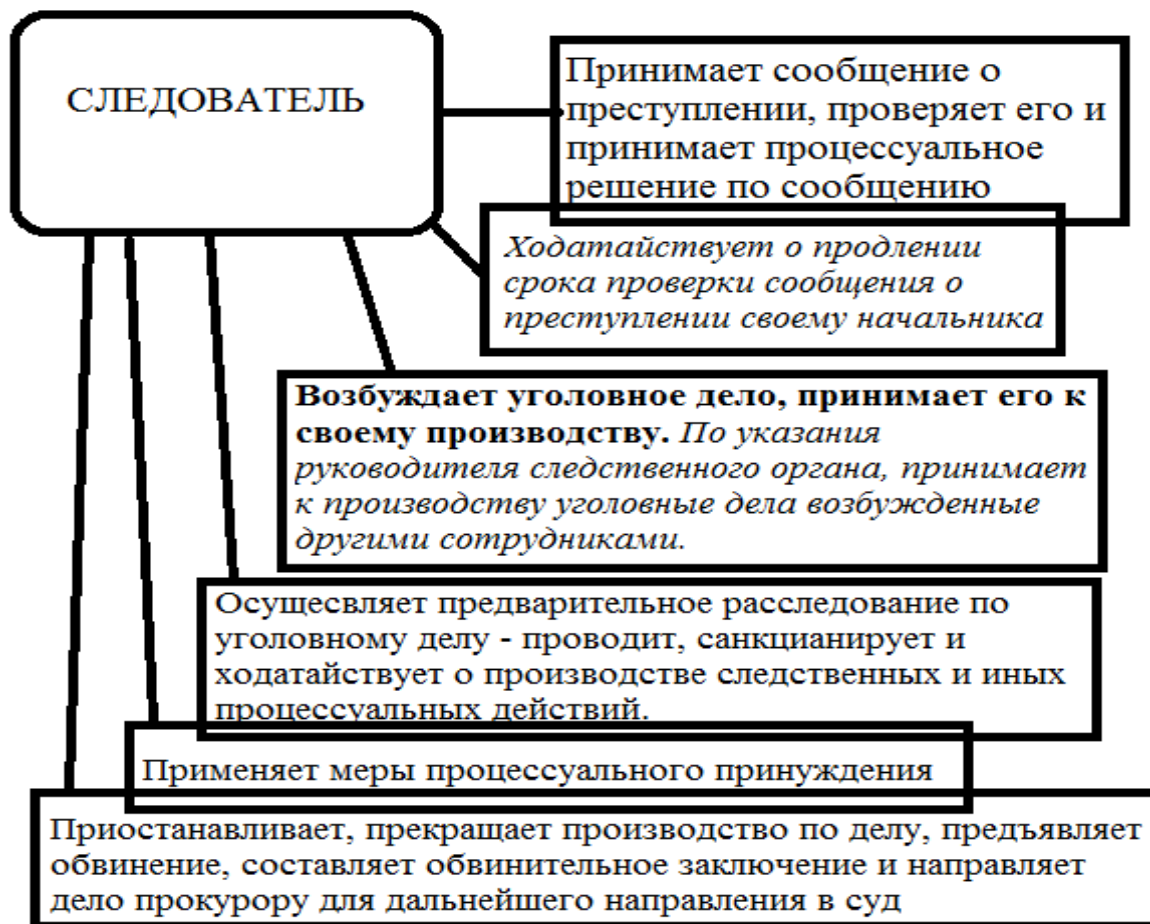 СЛЕДОВАТЕЛЬ
Принимает сообщение о
преступлении, проверяет его и
принимает процессуальное
решение по сообщению
Ходатайствует о продлении
срока проверки сообщения о
преступлении своему начальника
Возбуждает уголовное дело, принимает его к
своему производству. По указания
руководителя следственного органа, принимает
к производству уголовные дела возбужденные
другими сотрудниками.
Осущесвляет предварительное расследование по
уголовному делу - проводит, санкцианирует и
ходатайствует о производстве следственных и иных
процессуальных действий.
Применяет меры процессуального принуждения
Приостанавливает, прекращает производство по делу, предъявляет
обвинение, составляет обвинительное заключение и направляет
дело прокурору для дальнейшего направления в суд